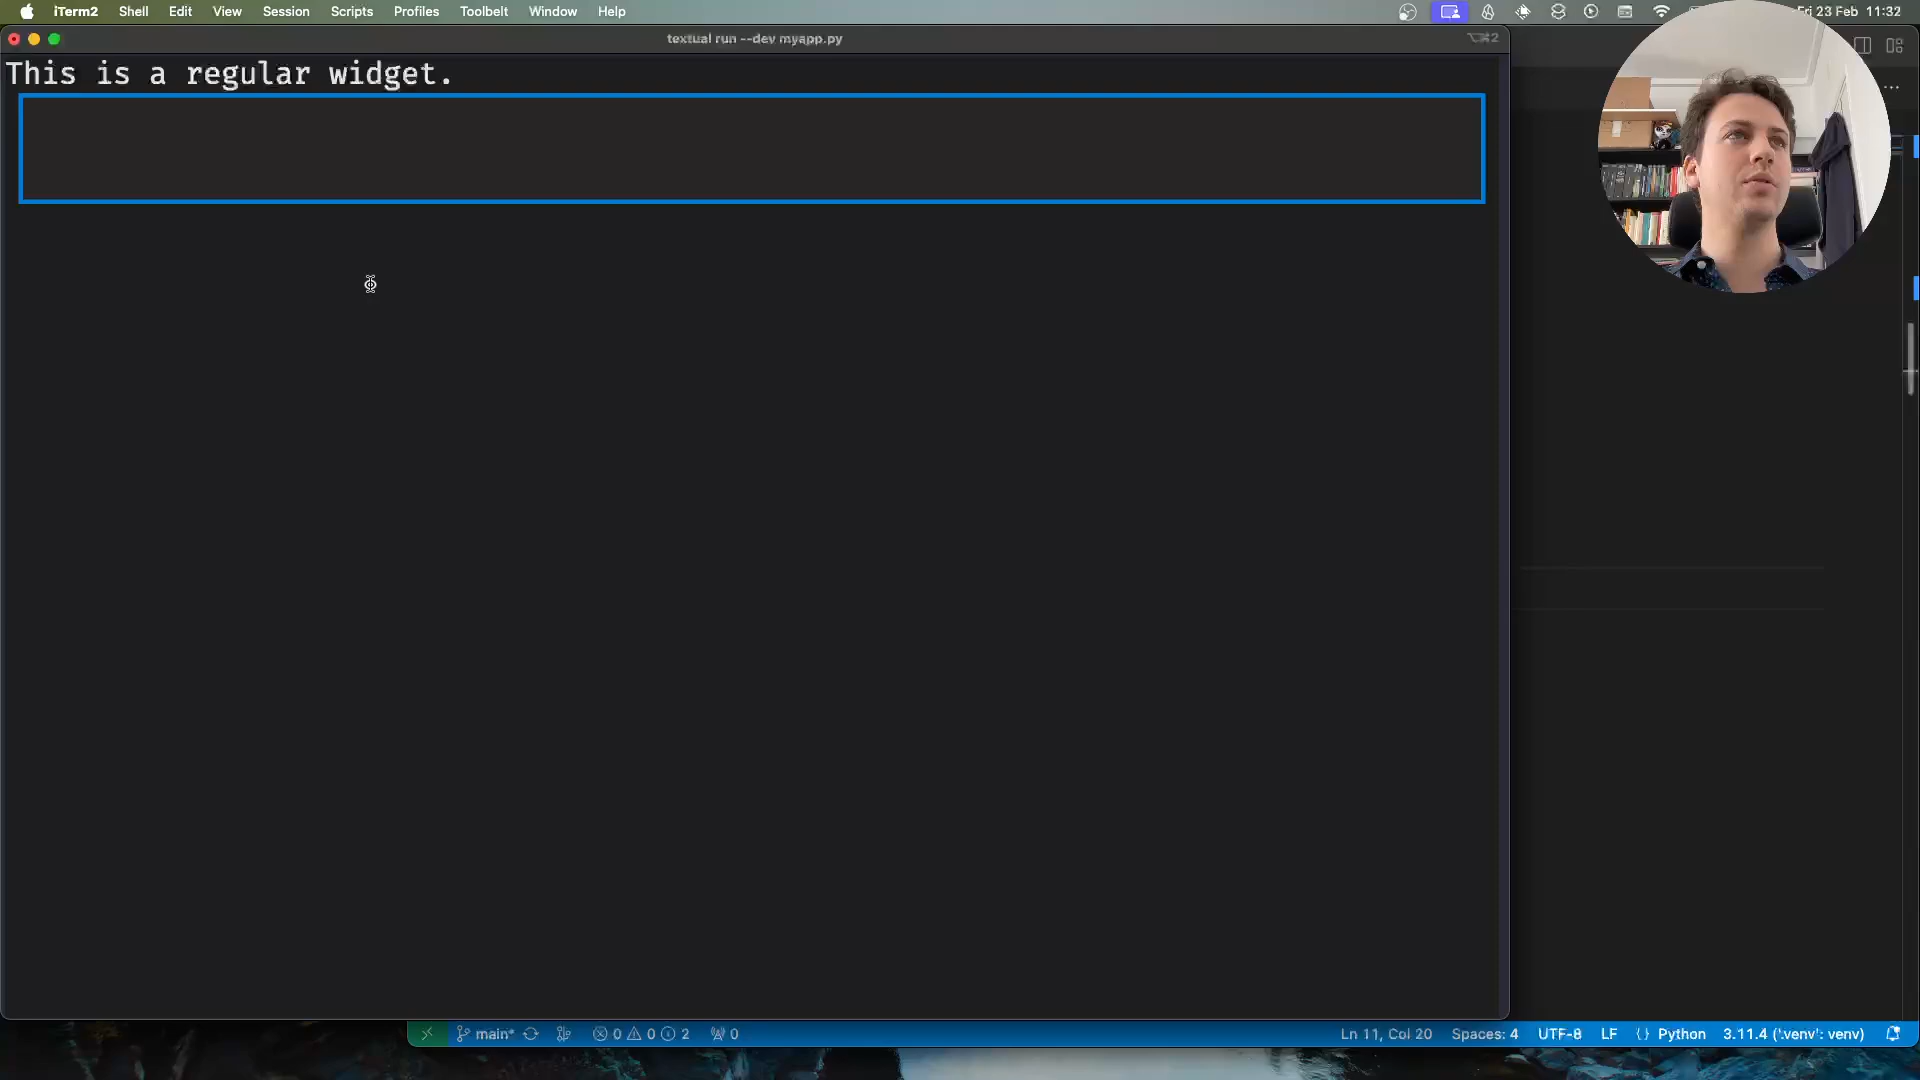 iTerm2 Shell Edit View Session Scripts Profiles Toolbelt Window Help Fri 23 Feb 11:32
textual run --dev myapp.py ⌥⌘2
This is a regular widget.
main* 0 0 2 0 Ln 11, Col 20 Spaces: 4 UTF-8 LF {} Python 3.11.4 ('.venv': venv)